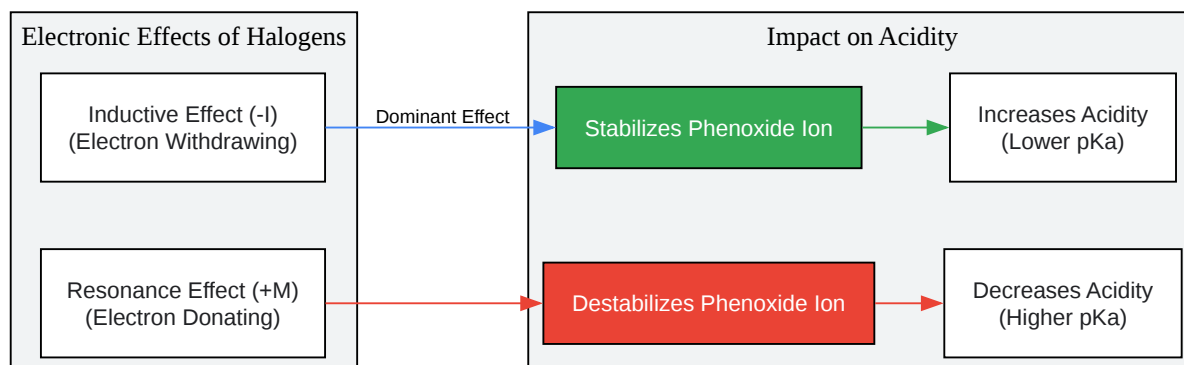 Electronic Effects of Halogens
Inductive Effect (-I)
(Electron Withdrawing)
Resonance Effect (+M)
(Electron Donating)
Dominant Effect
Impact on Acidity
Stabilizes Phenoxide Ion
Increases Acidity
(Lower pKa)
Destabilizes Phenoxide Ion
Decreases Acidity
(Higher pKa)